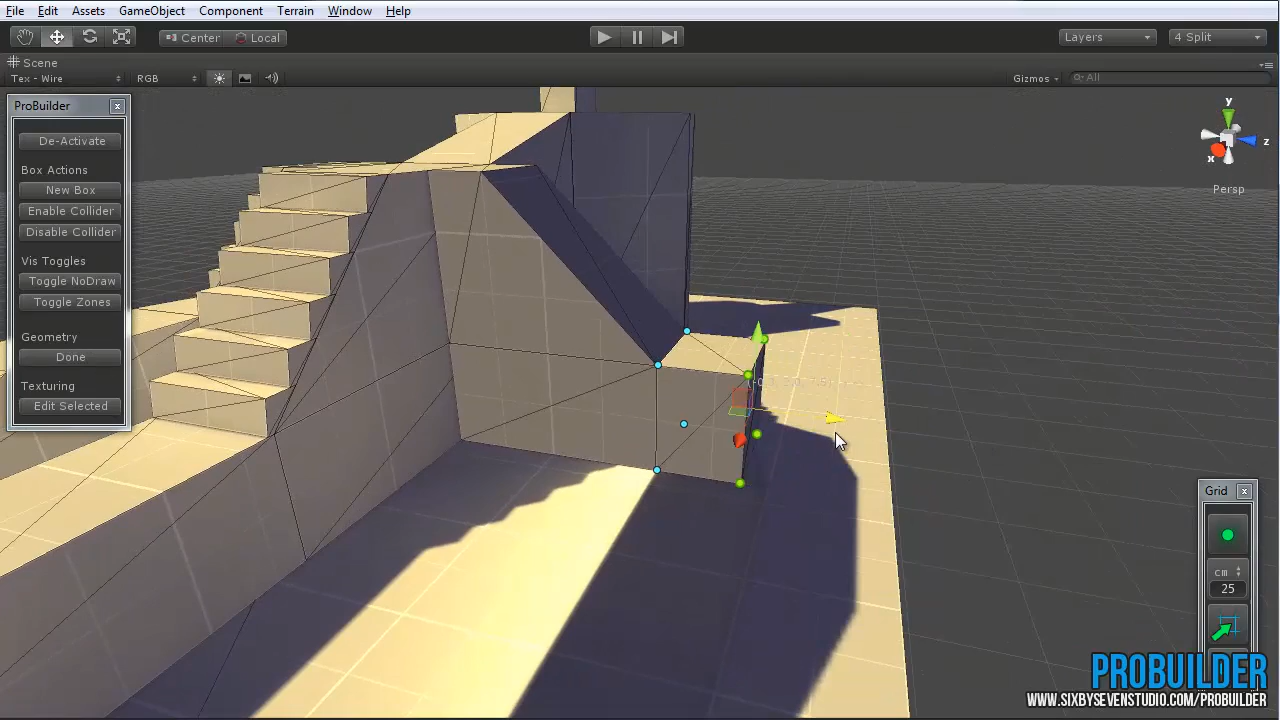 File Edit Assets GameObject Component Terrain Window Help
Center Local Layers 4 Split
Scene
Tex - Wire RGB Gizmos All
ProBuilder x
De-Activate
Box Actions
New Box
Enable Collider
Disable Collider
Vis Toggles
Toggle NoDraw
Toggle Zones
Geometry
Done
Texturing
Edit Selected
y
z
x
Persp
Grid x
cm
25
PROBUILDER
WWW.SIXBYSEVENSTUDIO.COM/PROBUILDER